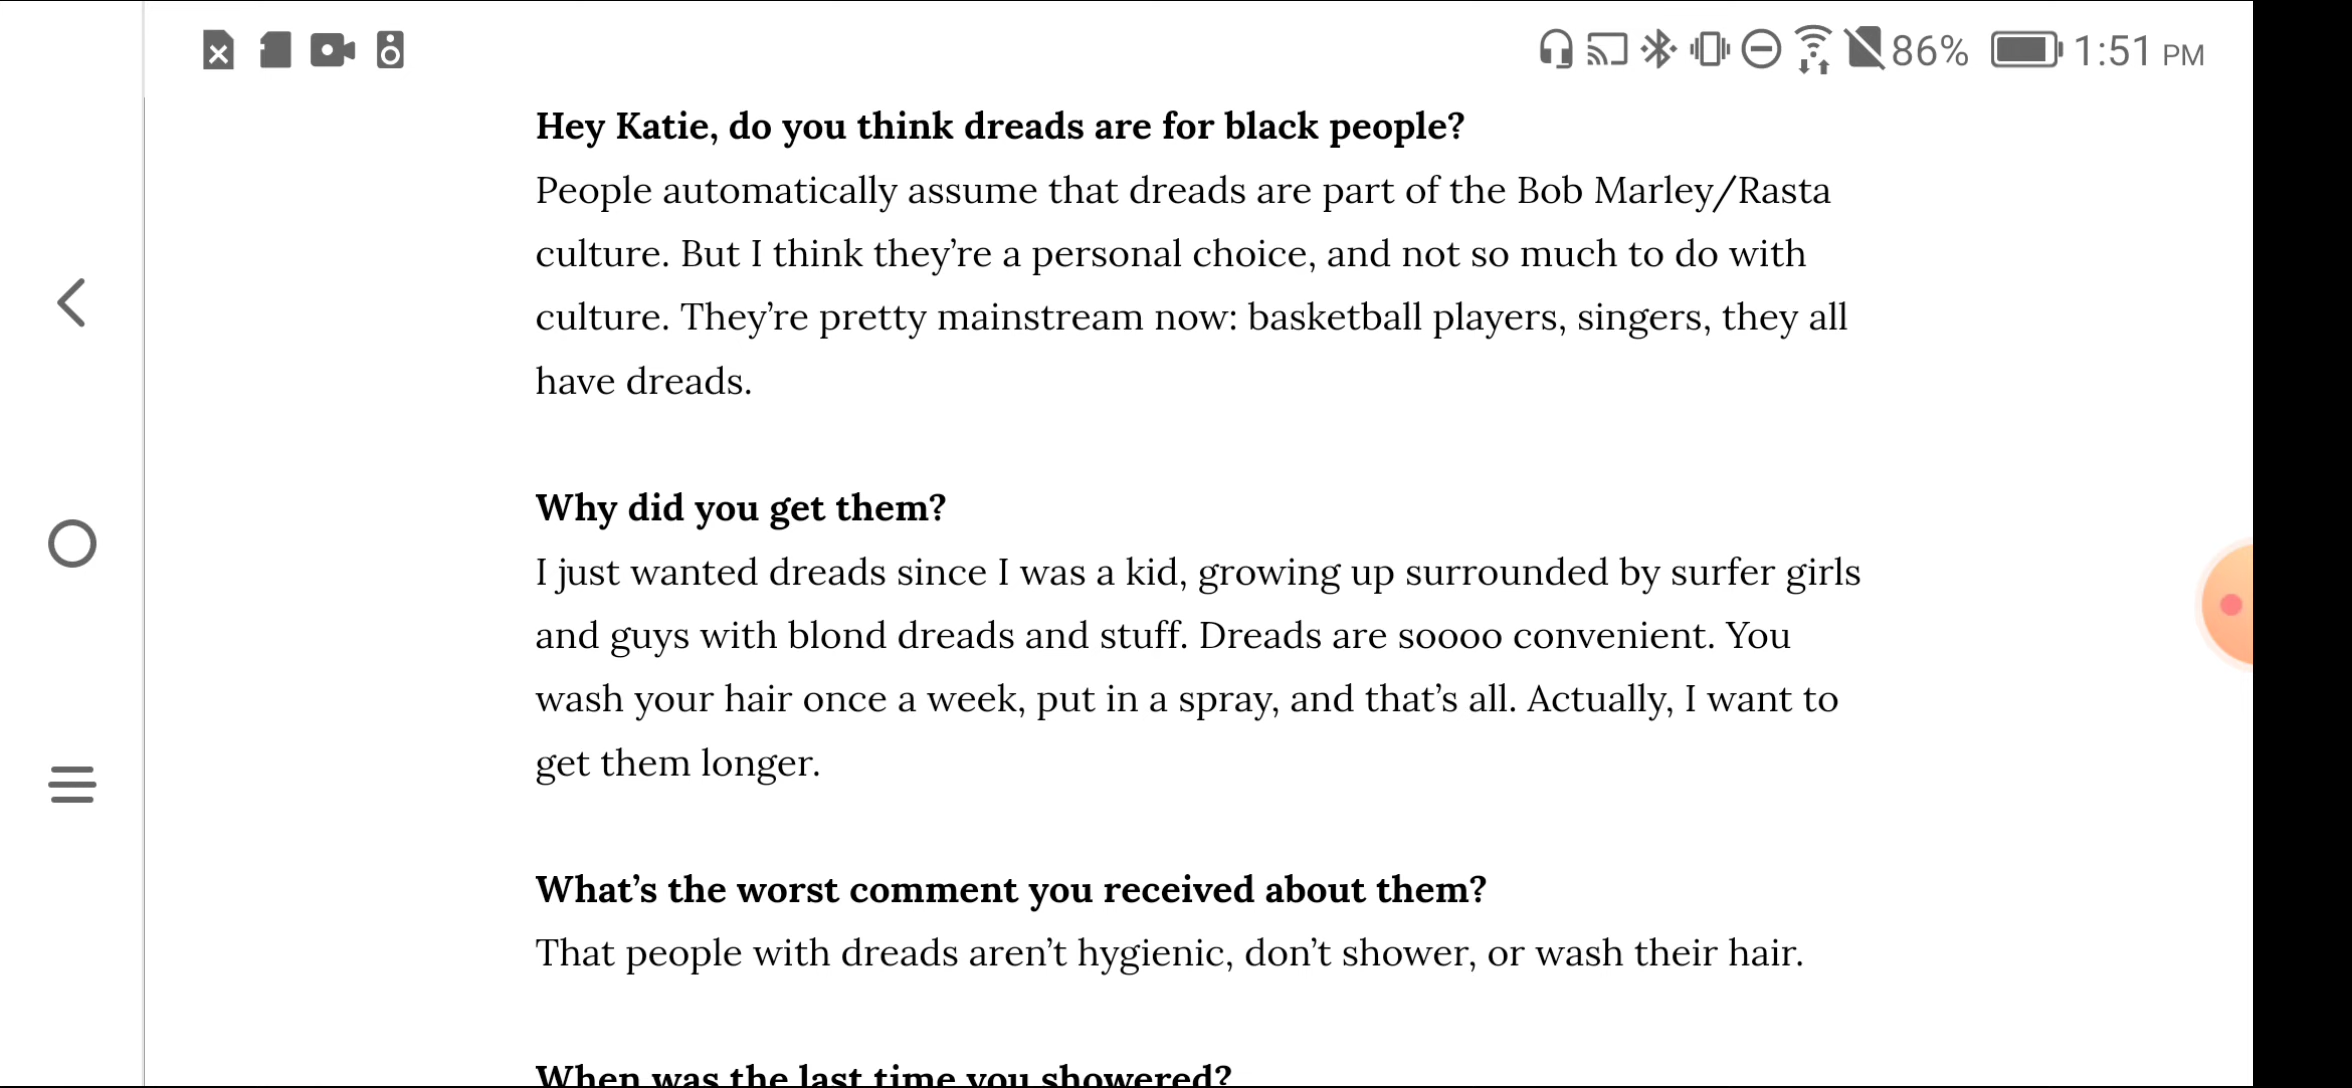 86% 1:51 PM
Hey Katie, do you think dreads are for black people?
People automatically assume that dreads are part of the Bob Marley/Rasta
culture. But I think they’re a personal choice, and not so much to do with
culture. They’re pretty mainstream now: basketball players, singers, they all
have dreads.
Why did you get them?
I just wanted dreads since I was a kid, growing up surrounded by surfer girls
and guys with blond dreads and stuff. Dreads are soooo convenient. You
wash your hair once a week, put in a spray, and that’s all. Actually, I want to
get them longer.
What’s the worst comment you received about them?
That people with dreads aren’t hygienic, don’t shower, or wash their hair.
When was the last time you showered?